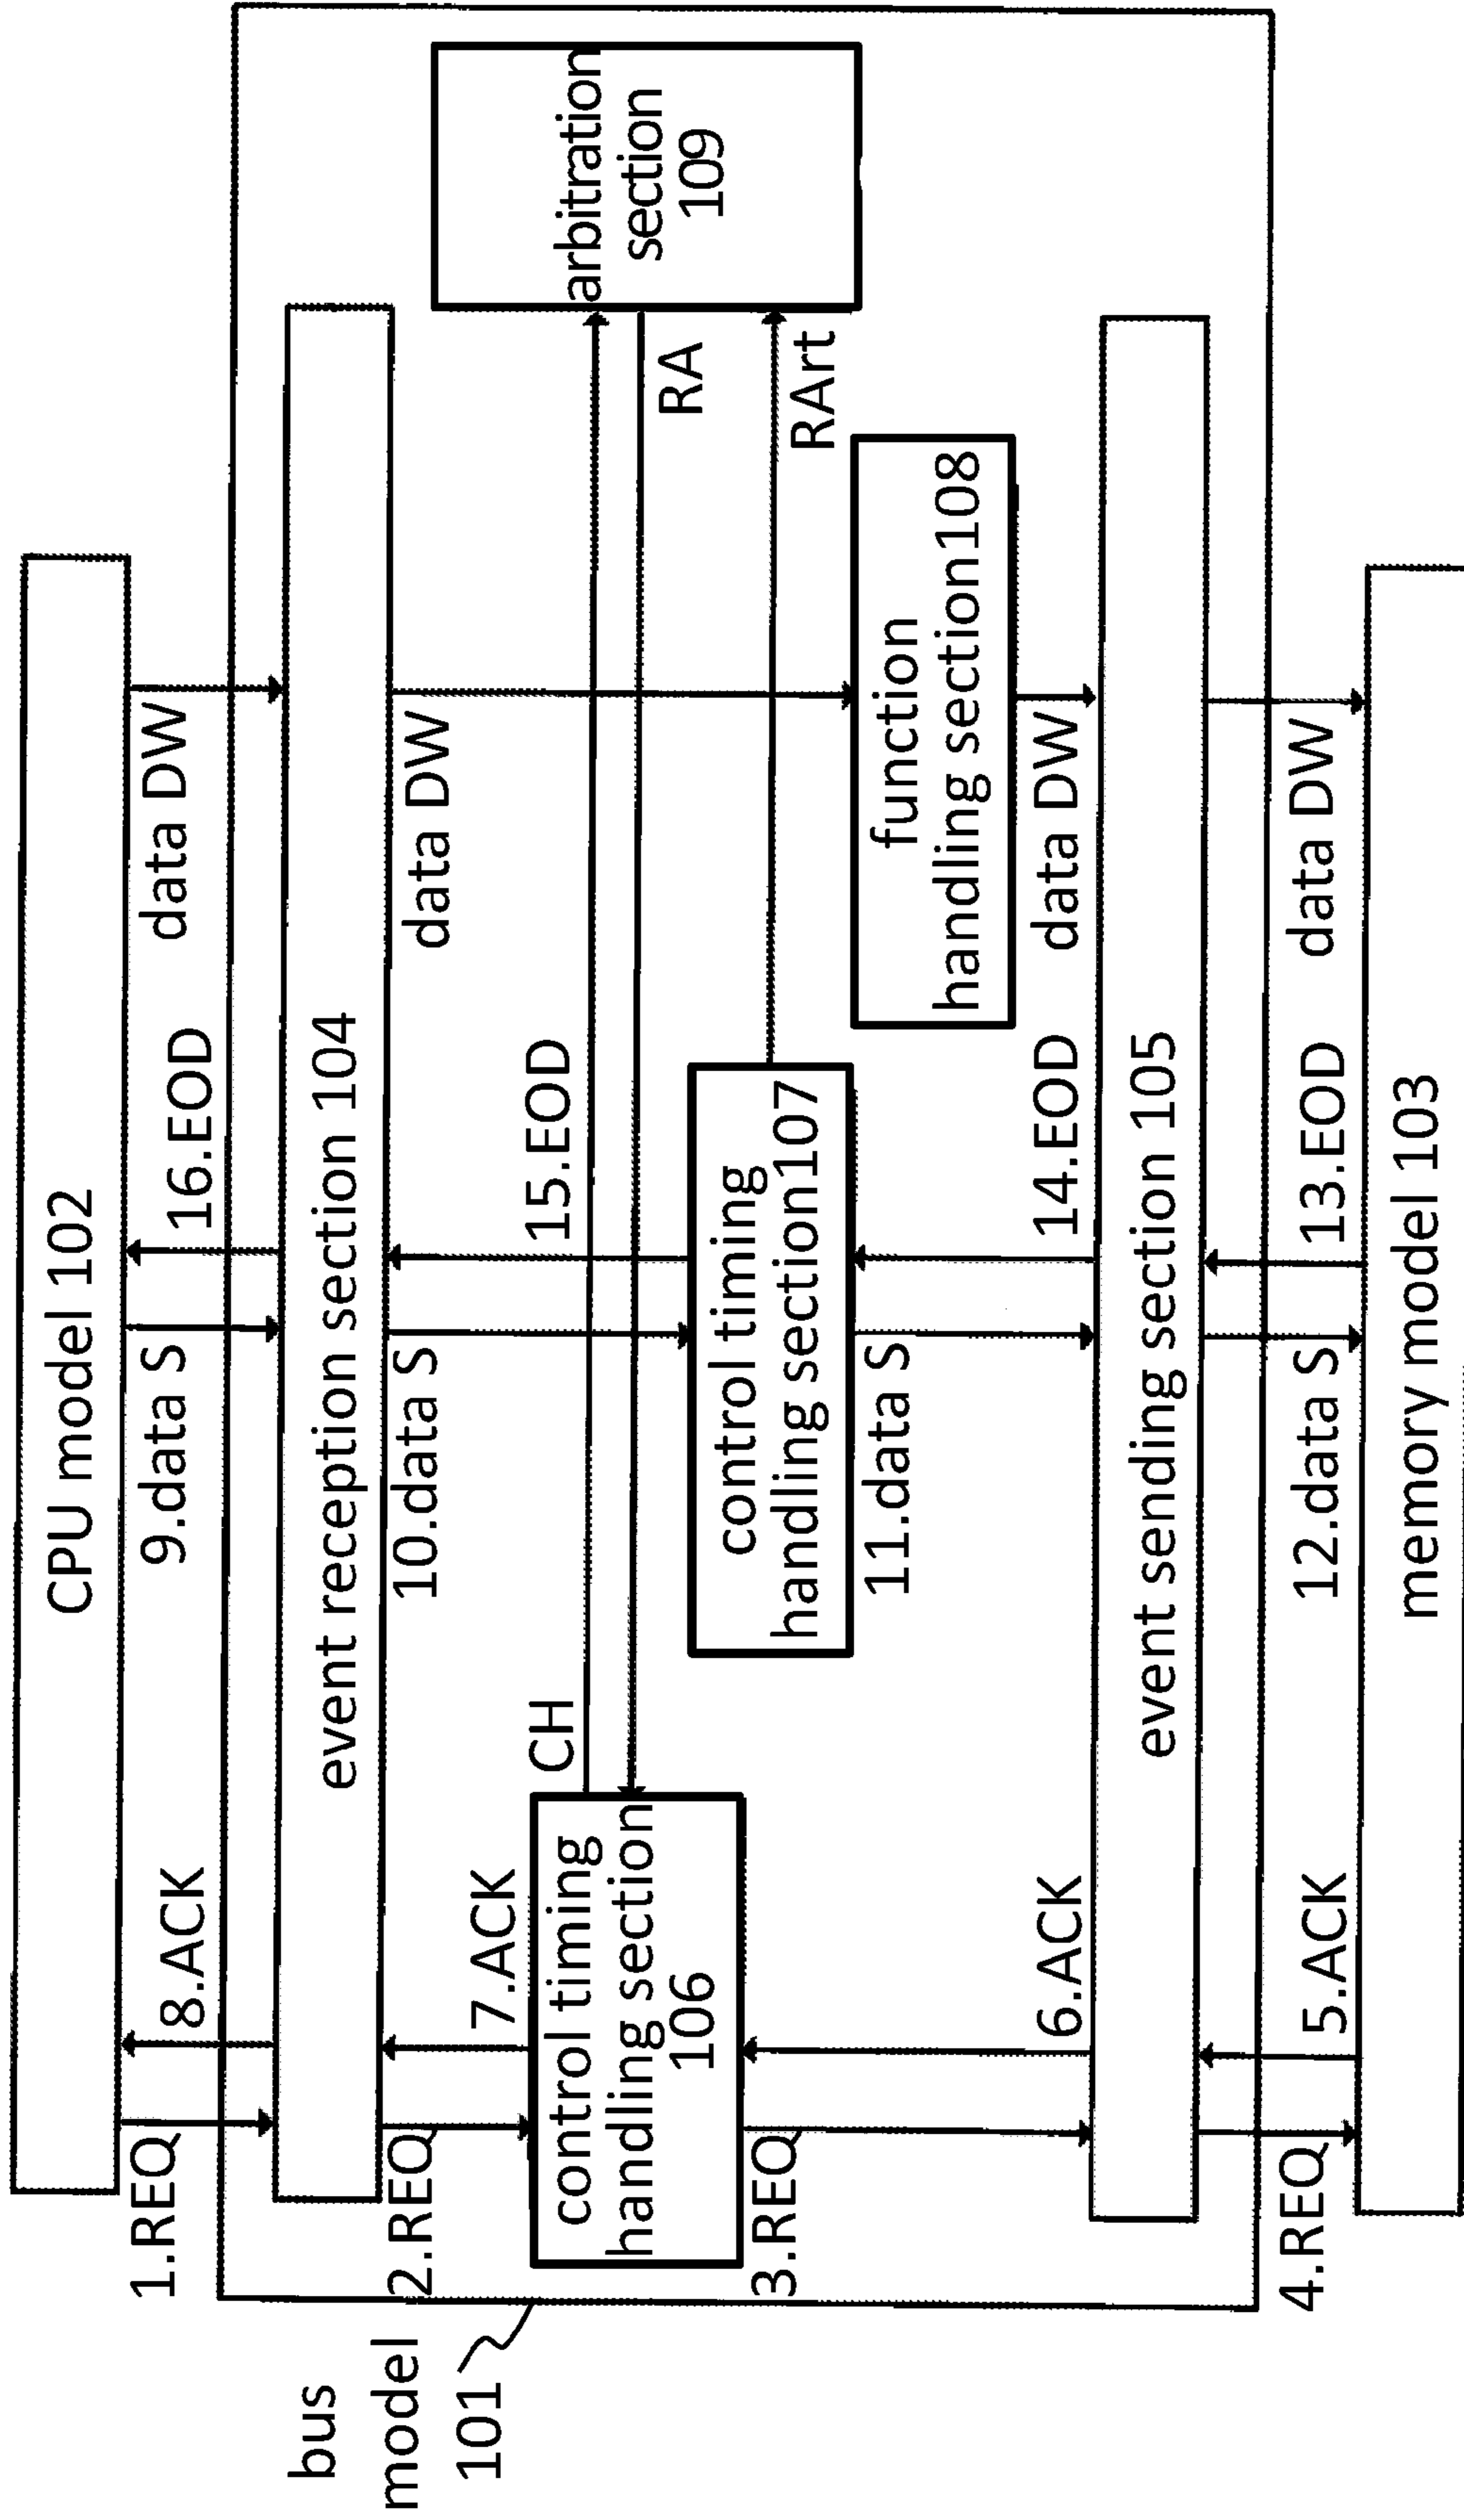 CPU model 102
1.REQ
8.ACK
9.data S
16.EOD
data DW
bus
model
101
event reception section 104
2.REQ
7.ACK
10.data S
15.EOD
data DW
CH
control timing
handling section
106
control timing
handling section107
function
handling section108
arbitration
section
109
RA
RArt
3.REQ
6.ACK
11.data S
14.EOD
data DW
event sending section 105
4.REQ
5.ACK
12.data S
13.EOD
data DW
memory model 103